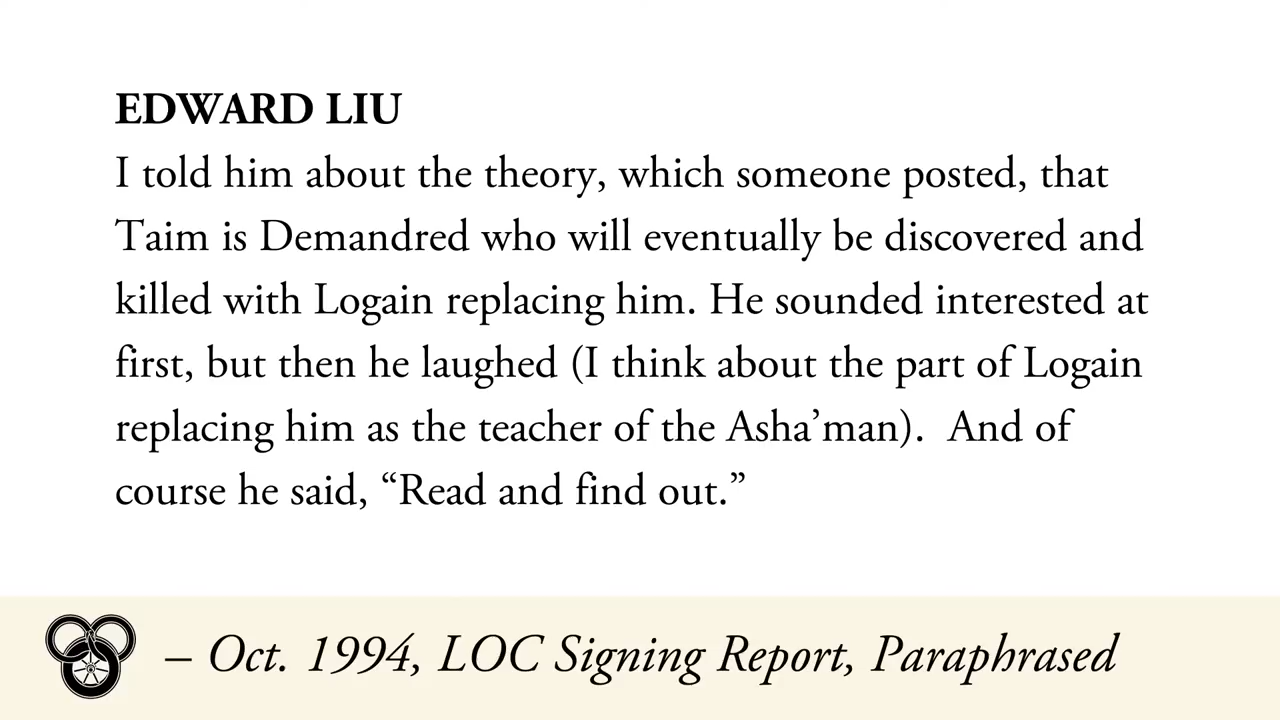 EDWARD LIU
I told him about the theory, which someone posted, that
Taim is Demandred who will eventually be discovered and
killed with Logain replacing him. He sounded interested at
first, but then he laughed (I think about the part of Logain
replacing him as the teacher of the Asha’man).  And of
course he said, “Read and find out.”
– Oct. 1994, LOC Signing Report, Paraphrased